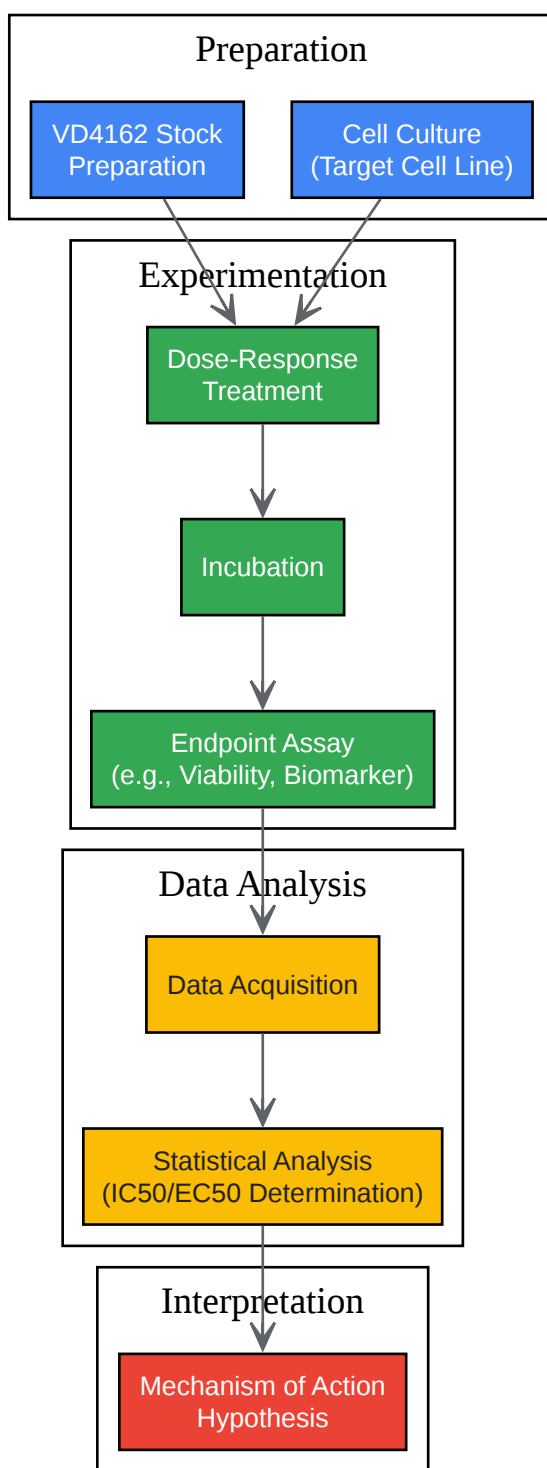 Preparation
VD4162 Stock
Preparation
Cell Culture
(Target Cell Line)
Experimentation
Dose-Response
Treatment
Incubation
Endpoint Assay
(e.g., Viability, Biomarker)
Data Analysis
Data Acquisition
Statistical Analysis
(IC50/EC50 Determination)
Interpretation
Mechanism of Action
Hypothesis